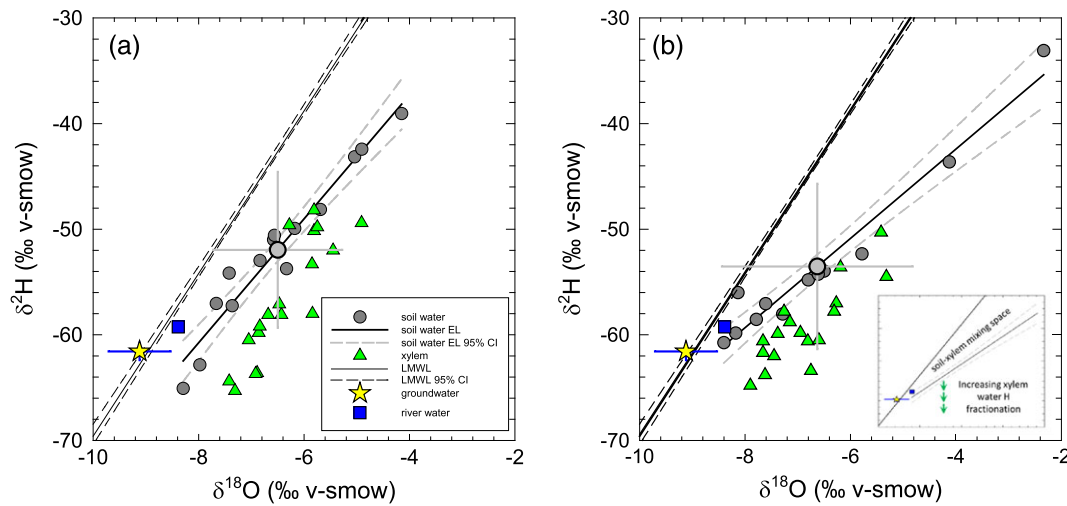 (a)
-30
-40
-50
-60
-70
δ²H (‰ v-smow)
-10 -8 -6 -4 -2
δ¹⁸O (‰ v-smow)
soil water
soil water EL
soil water EL 95% CI
xylem
LMWL
LMWL 95% CI
groundwater
river water
(b)
-30
-40
-50
-60
-70
δ²H (‰ v-smow)
-10 -8 -6 -4 -2
δ¹⁸O (‰ v-smow)
soil-xylem mixing space
Increasing xylem
water H
fractionation